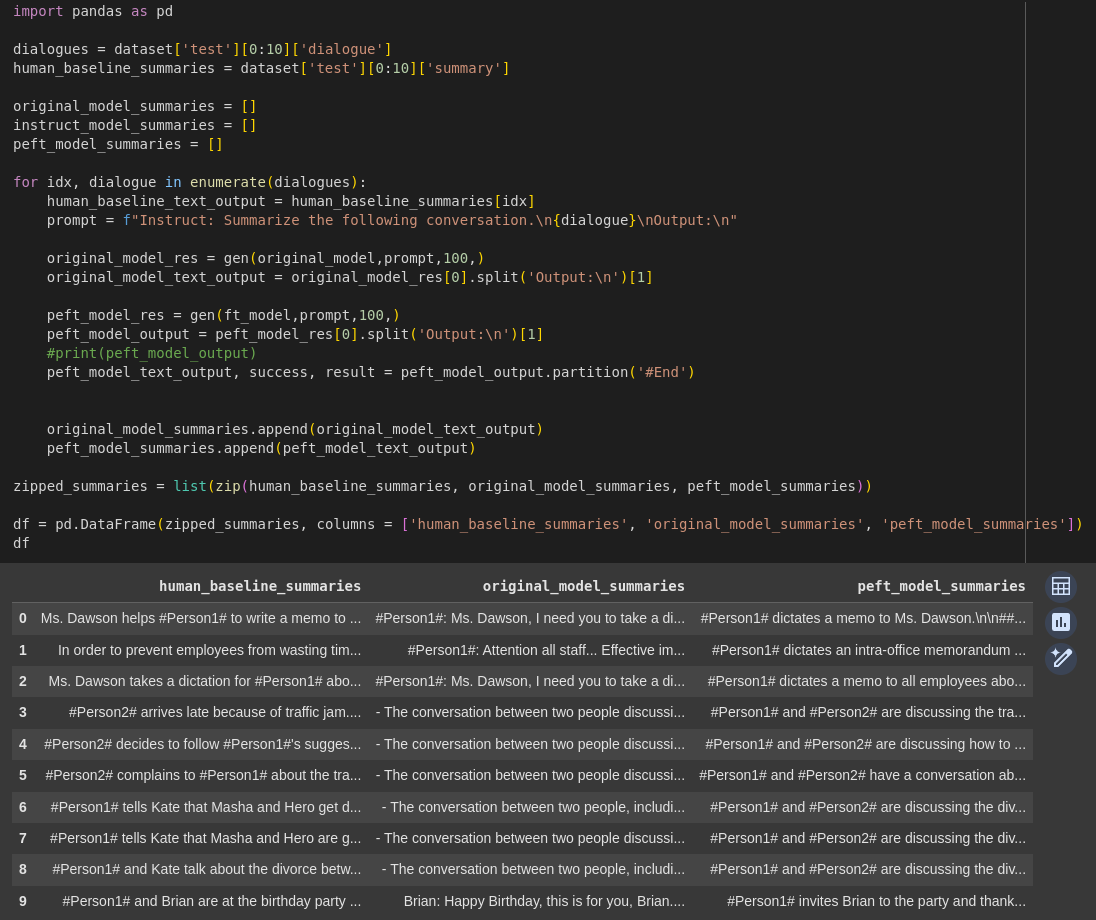 import pandas as pd
dialogues = dataset['test'][0:10]['dialogue']
human_baseline_summaries = dataset['test'][0:10]['summary']
original_model_summaries = []
instruct_model_summaries = []
peft_model_summaries = []
for idx, dialogue in enumerate(dialogues):
    human_baseline_text_output = human_baseline_summaries[idx]
    prompt = f"Instruct: Summarize the following conversation.\n{dialogue}\nOutput:\n"
    original_model_res = gen(original_model,prompt,100,)
    original_model_text_output = original_model_res[0].split('Output:\n')[1]
    peft_model_res = gen(ft_model,prompt,100,)
    peft_model_output = peft_model_res[0].split('Output:\n')[1]
    #print(peft_model_output)
    peft_model_text_output, success, result = peft_model_output.partition('#End')
    original_model_summaries.append(original_model_text_output)
    peft_model_summaries.append(peft_model_text_output)
zipped_summaries = list(zip(human_baseline_summaries, original_model_summaries, peft_model_summaries))
df = pd.DataFrame(zipped_summaries, columns = ['human_baseline_summaries', 'original_model_summaries', 'peft_model_summaries'])
df
human_baseline_summaries original_model_summaries peft_model_summaries
0 Ms. Dawson helps #Person1# to write a memo to ... #Person1#: Ms. Dawson, I need you to take a di... #Person1# dictates a memo to Ms. Dawson.\n\n##...
1 In order to prevent employees from wasting tim... #Person1#: Attention all staff... Effective im... #Person1# dictates an intra-office memorandum ...
2 Ms. Dawson takes a dictation for #Person1# abo... #Person1#: Ms. Dawson, I need you to take a di... #Person1# dictates a memo to all employees abo...
3 #Person2# arrives late because of traffic jam.... - The conversation between two people discussi... #Person1# and #Person2# are discussing the tra...
4 #Person2# decides to follow #Person1#'s sugges... - The conversation between two people discussi... #Person1# and #Person2# are discussing how to ...
5 #Person2# complains to #Person1# about the tra... - The conversation between two people discussi... #Person1# and #Person2# have a conversation ab...
6 #Person1# tells Kate that Masha and Hero get d... - The conversation between two people, includi... #Person1# and #Person2# are discussing the div...
7 #Person1# tells Kate that Masha and Hero are g... - The conversation between two people discussi... #Person1# and #Person2# are discussing the div...
8 #Person1# and Kate talk about the divorce betw... - The conversation between two people, includi... #Person1# and #Person2# are discussing the div...
9 #Person1# and Brian are at the birthday party ... Brian: Happy Birthday, this is for you, Brian.... #Person1# invites Brian to the party and thank...